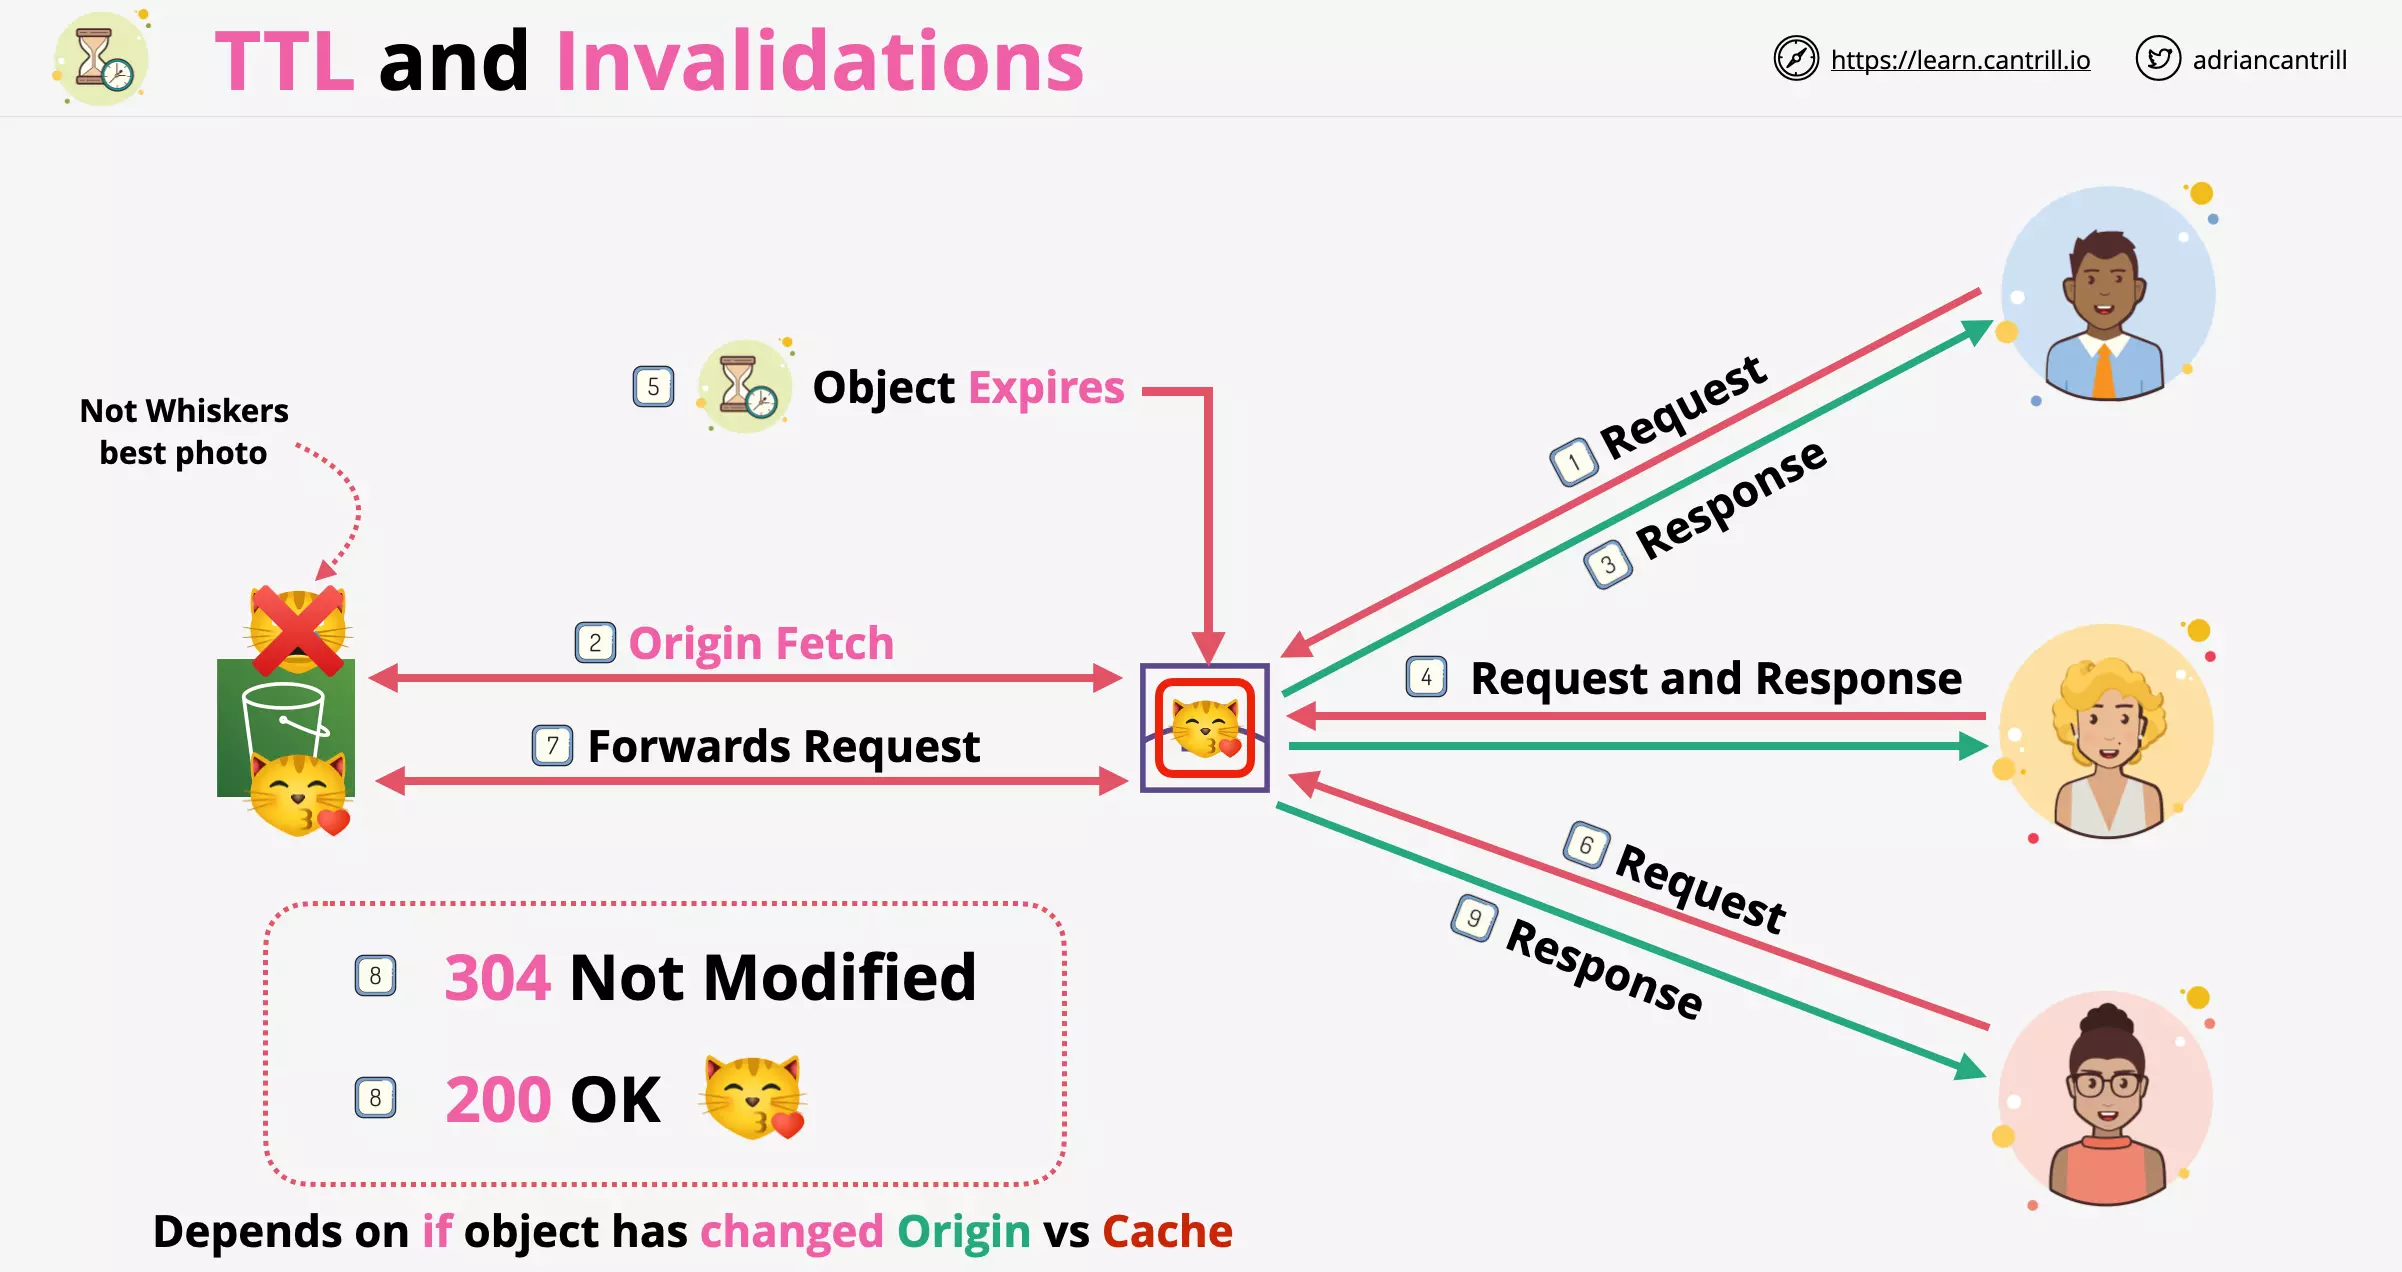 TTL and Invalidations
https://learn.cantrill.io
adriancantrill
1 Request
3 Response
5 Object Expires
Not Whiskers
best photo
2 Origin Fetch
4 Request and Response
7 Forwards Request
6 Request
9 Response
8 304 Not Modified
8 200 OK
Depends on if object has changed Origin vs Cache